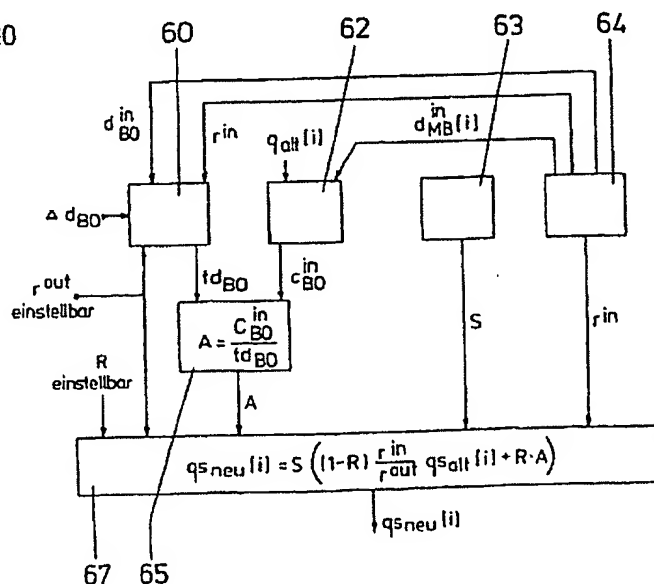 60
62
63
64
d_BO^in
r^in
q_alt[i]
d_MB^in[i]
Δ d_BO
td_BO
c_BO^in
r^out
einstellbar
A = C_BO^in / td_BO
S
r^in
R
einstellbar
A
qs_neu[i] = S ((1-R) r^in/r^out qs_alt[i] + R·A)
qs_neu[i]
67
65